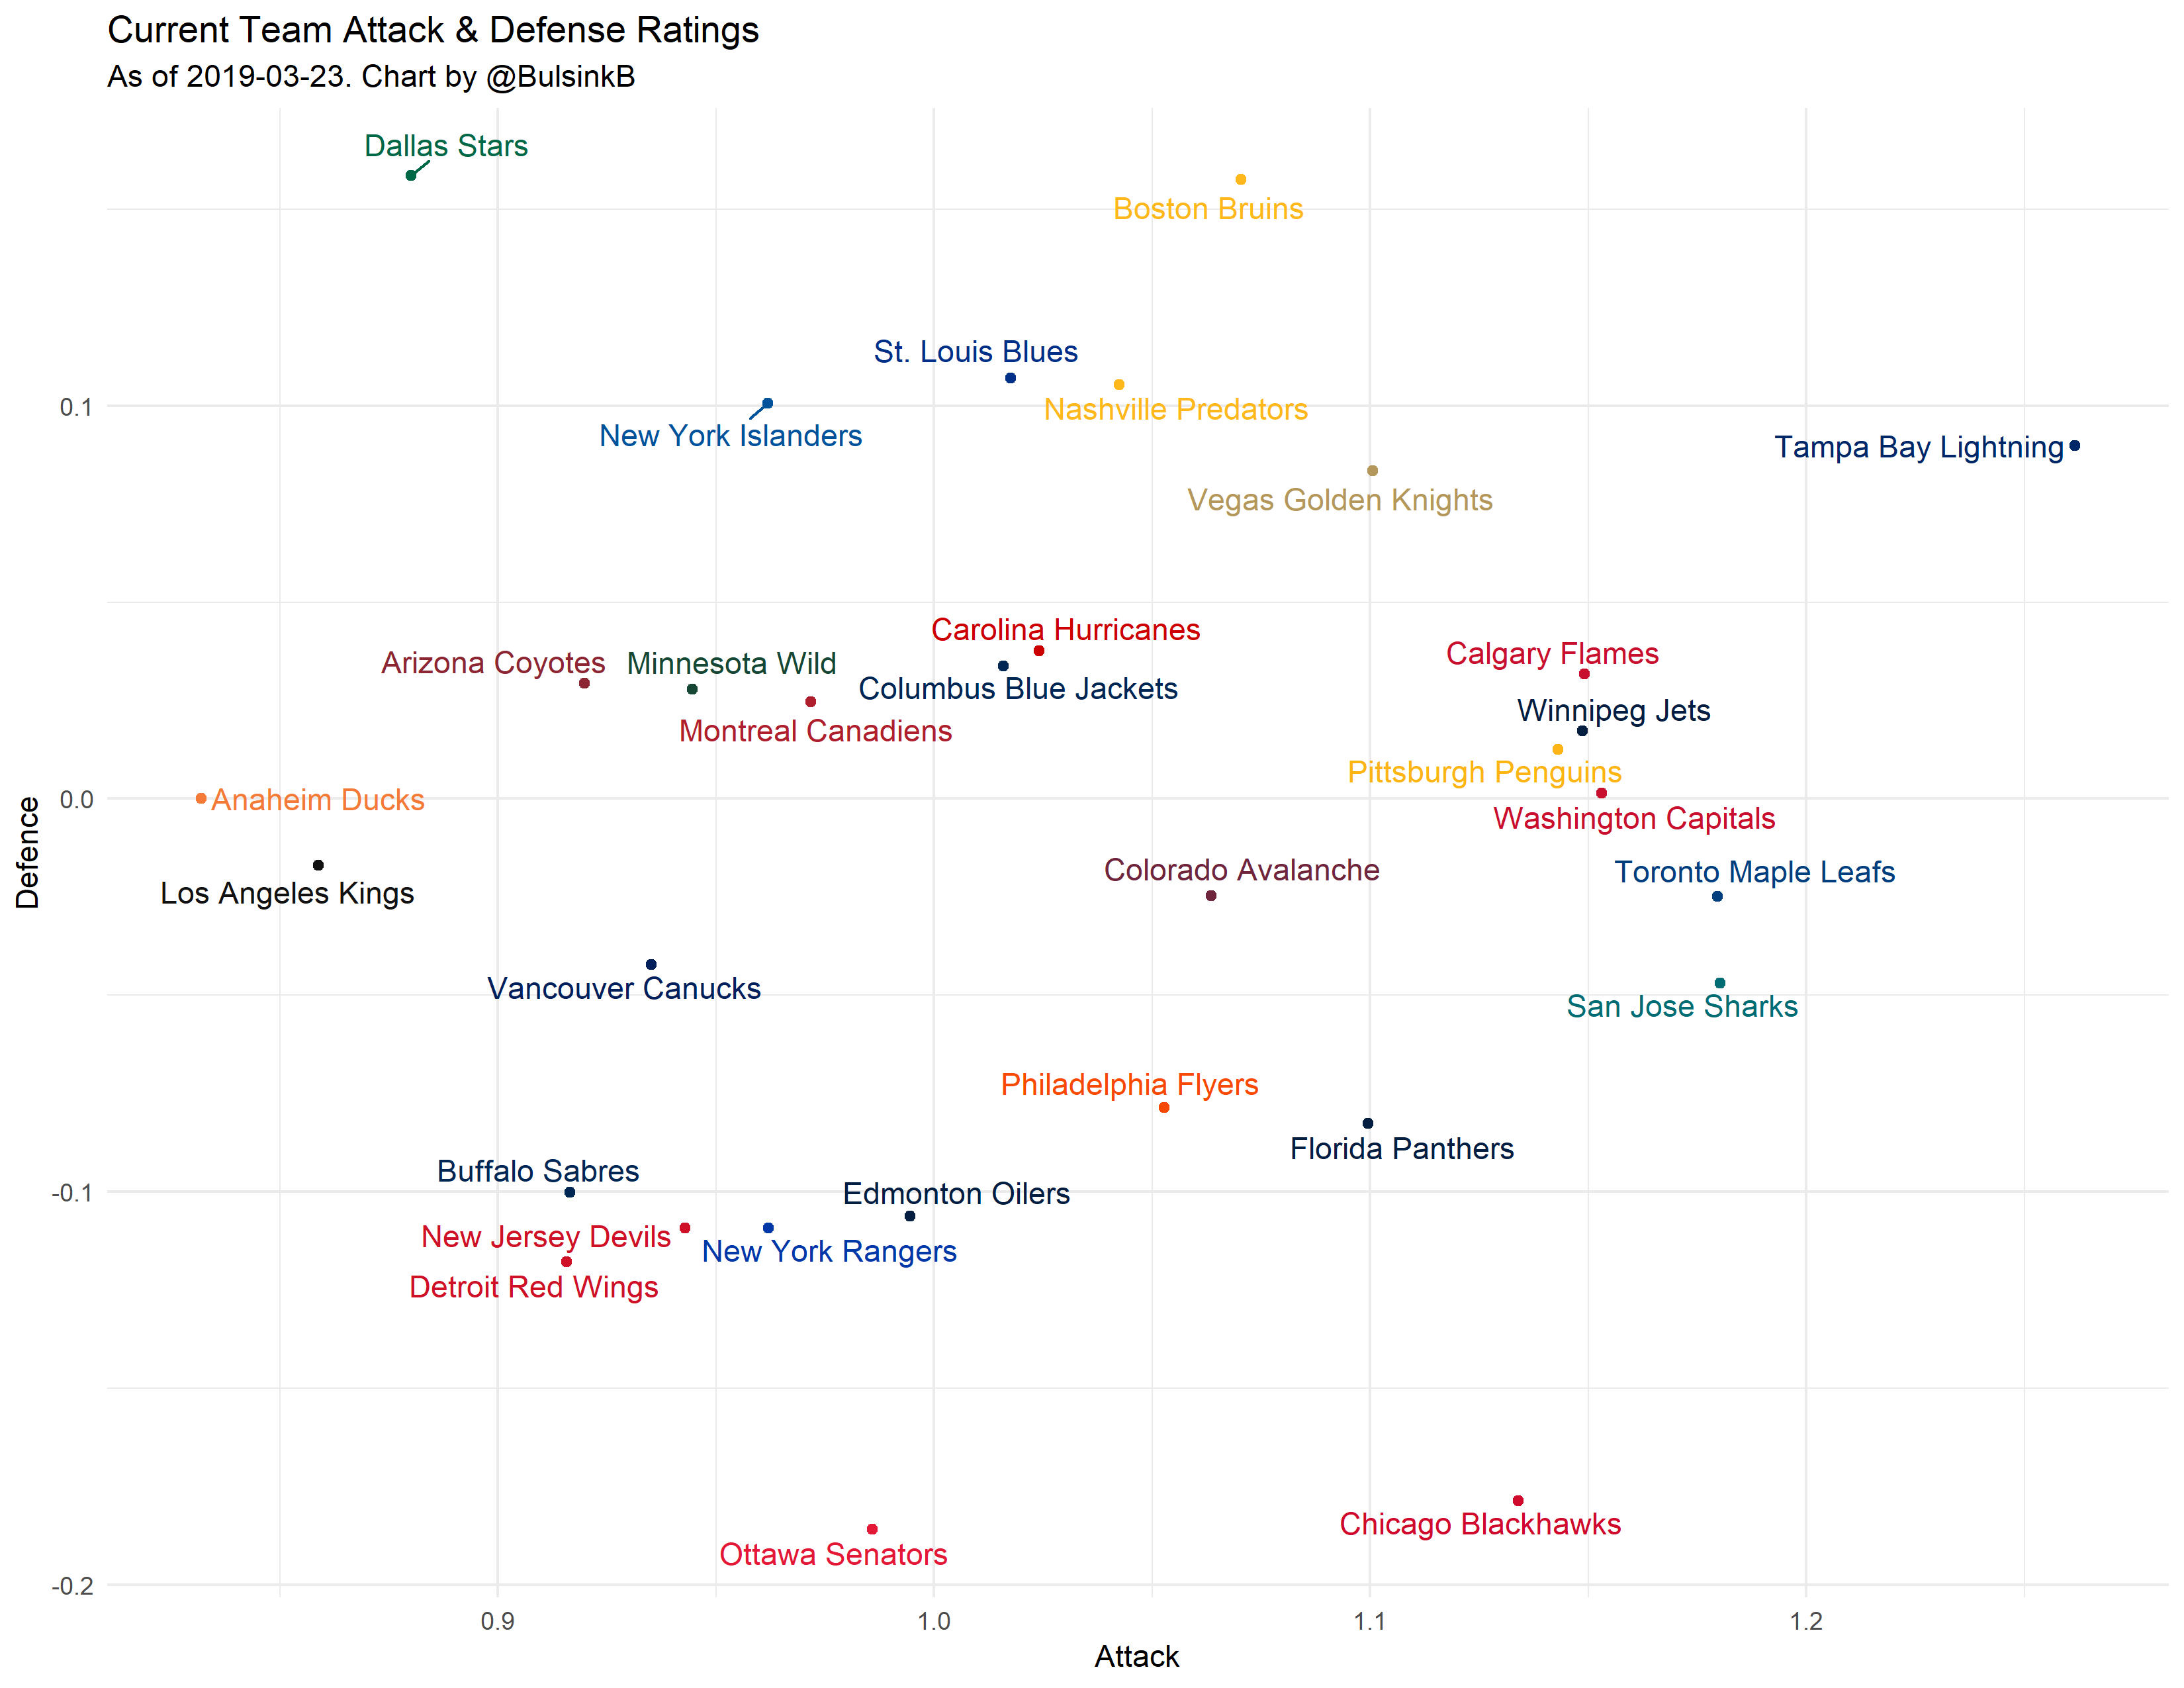 Current Team Attack & Defense Ratings
As of 2019-03-23. Chart by @BulsinkB
Dallas Stars
Boston Bruins
St. Louis Blues
Nashville Predators
0.1
New York Islanders
Tampa Bay Lightning
Vegas Golden Knights
Carolina Hurricanes
Calgary Flames
Arizona Coyotes
Minnesota Wild
Columbus Blue Jackets
Winnipeg Jets
Montreal Canadiens
Pittsburgh Penguins
0.0
Anaheim Ducks
Washington Capitals
Defence
Colorado Avalanche
Toronto Maple Leafs
Los Angeles Kings
Vancouver Canucks
San Jose Sharks
Philadelphia Flyers
Florida Panthers
Buffalo Sabres
-0.1
Edmonton Oilers
New Jersey Devils
New York Rangers
Detroit Red Wings
Chicago Blackhawks
Ottawa Senators
-0.2
0.9
1.0
1.1
1.2
Attack